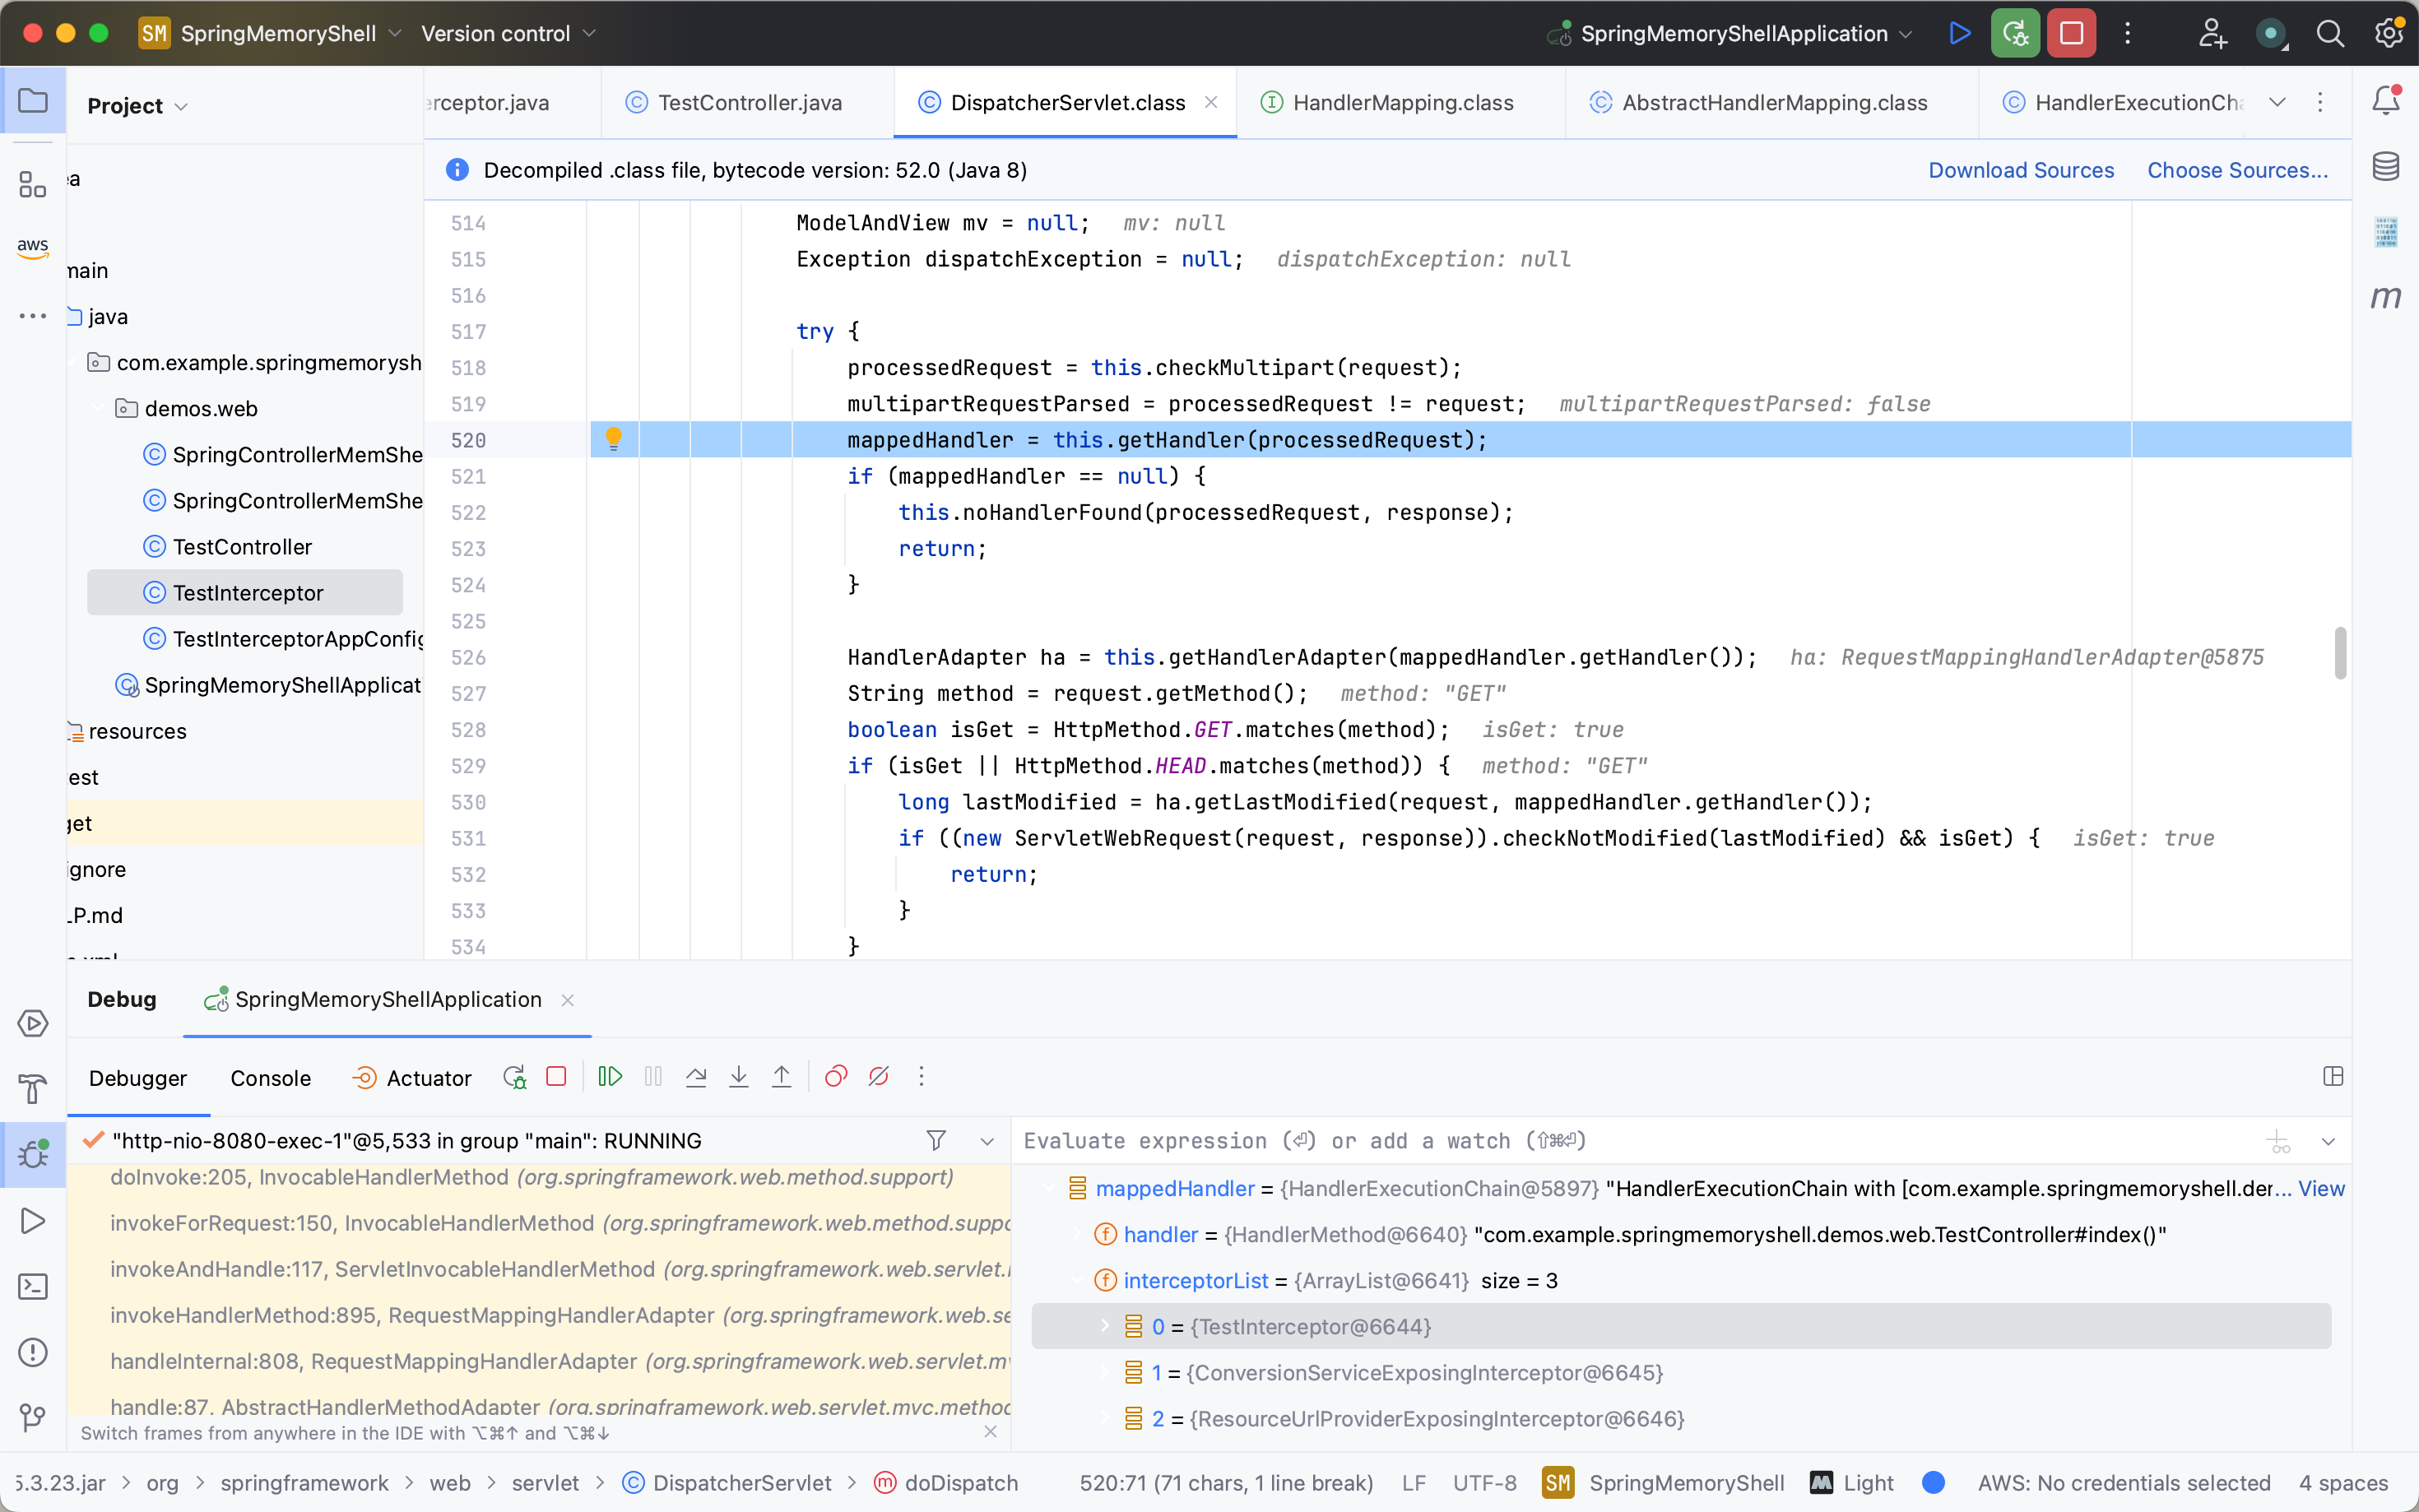 SM SpringMemoryShell Version control SpringMemoryShellApplication
Project
erceptor.java TestController.java DispatcherServlet.class HandlerMapping.class AbstractHandlerMapping.class HandlerExecutionCha
Decompiled .class file, bytecode version: 52.0 (Java 8) Download Sources Choose Sources...
aws
m
ea
main
java
com.example.springmemorysh
demos.web
SpringControllerMemShe
SpringControllerMemShe
TestController
TestInterceptor
TestInterceptorAppConfig
SpringMemoryShellApplicat
resources
est
get
ignore
LP.md
514 ModelAndView mv = null; mv: null
515 Exception dispatchException = null; dispatchException: null
516
517 try {
518 processedRequest = this.checkMultipart(request);
519 multipartRequestParsed = processedRequest != request; multipartRequestParsed: false
520 mappedHandler = this.getHandler(processedRequest);
521 if (mappedHandler == null) {
522 this.noHandlerFound(processedRequest, response);
523 return;
524 }
525
526 HandlerAdapter ha = this.getHandlerAdapter(mappedHandler.getHandler()); ha: RequestMappingHandlerAdapter@5875
527 String method = request.getMethod(); method: "GET"
528 boolean isGet = HttpMethod.GET.matches(method); isGet: true
529 if (isGet || HttpMethod.HEAD.matches(method)) { method: "GET"
530 long lastModified = ha.getLastModified(request, mappedHandler.getHandler());
531 if ((new ServletWebRequest(request, response)).checkNotModified(lastModified) && isGet) { isGet: true
532 return;
533 }
534 }
Debug SpringMemoryShellApplication
Debugger Console Actuator
"http-nio-8080-exec-1"@5,533 in group "main": RUNNING
doInvoke:205, InvocableHandlerMethod (org.springframework.web.method.support)
invokeForRequest:150, InvocableHandlerMethod (org.springframework.web.method.suppo
invokeAndHandle:117, ServletInvocableHandlerMethod (org.springframework.web.servlet.
invokeHandlerMethod:895, RequestMappingHandlerAdapter (org.springframework.web.se
handleInternal:808, RequestMappingHandlerAdapter (org.springframework.web.servlet.m
handle:87, AbstractHandlerMethodAdapter (org.springframework.web.servlet.mvc.metho
Switch frames from anywhere in the IDE with ⌥⌘↑ and ⌥⌘↓
Evaluate expression (⏎) or add a watch (⇧⌘⏎)
mappedHandler = {HandlerExecutionChain@5897} "HandlerExecutionChain with [com.example.springmemoryshell.der... View
handler = {HandlerMethod@6640} "com.example.springmemoryshell.demos.web.TestController#index()"
interceptorList = {ArrayList@6641} size = 3
0 = {TestInterceptor@6644}
1 = {ConversionServiceExposingInterceptor@6645}
2 = {ResourceUrlProviderExposingInterceptor@6646}
5.3.23.jar > org > springframework > web > servlet > DispatcherServlet > doDispatch 520:71 (71 chars, 1 line break) LF UTF-8 SM SpringMemoryShell Light AWS: No credentials selected 4 spaces